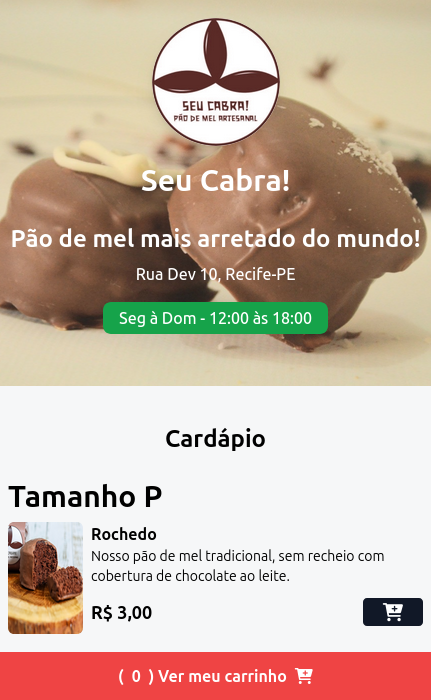 SEU CABRA!
PÃO DE MEL ARTESANAL
Seu Cabra!
Pão de mel mais arretado do mundo!
Rua Dev 10, Recife-PE
Seg à Dom - 12:00 às 18:00
Cardápio
Tamanho P
Rochedo
Nosso pão de mel tradicional, sem recheio com
cobertura de chocolate ao leite.
R$ 3,00
( 0 ) Ver meu carrinho